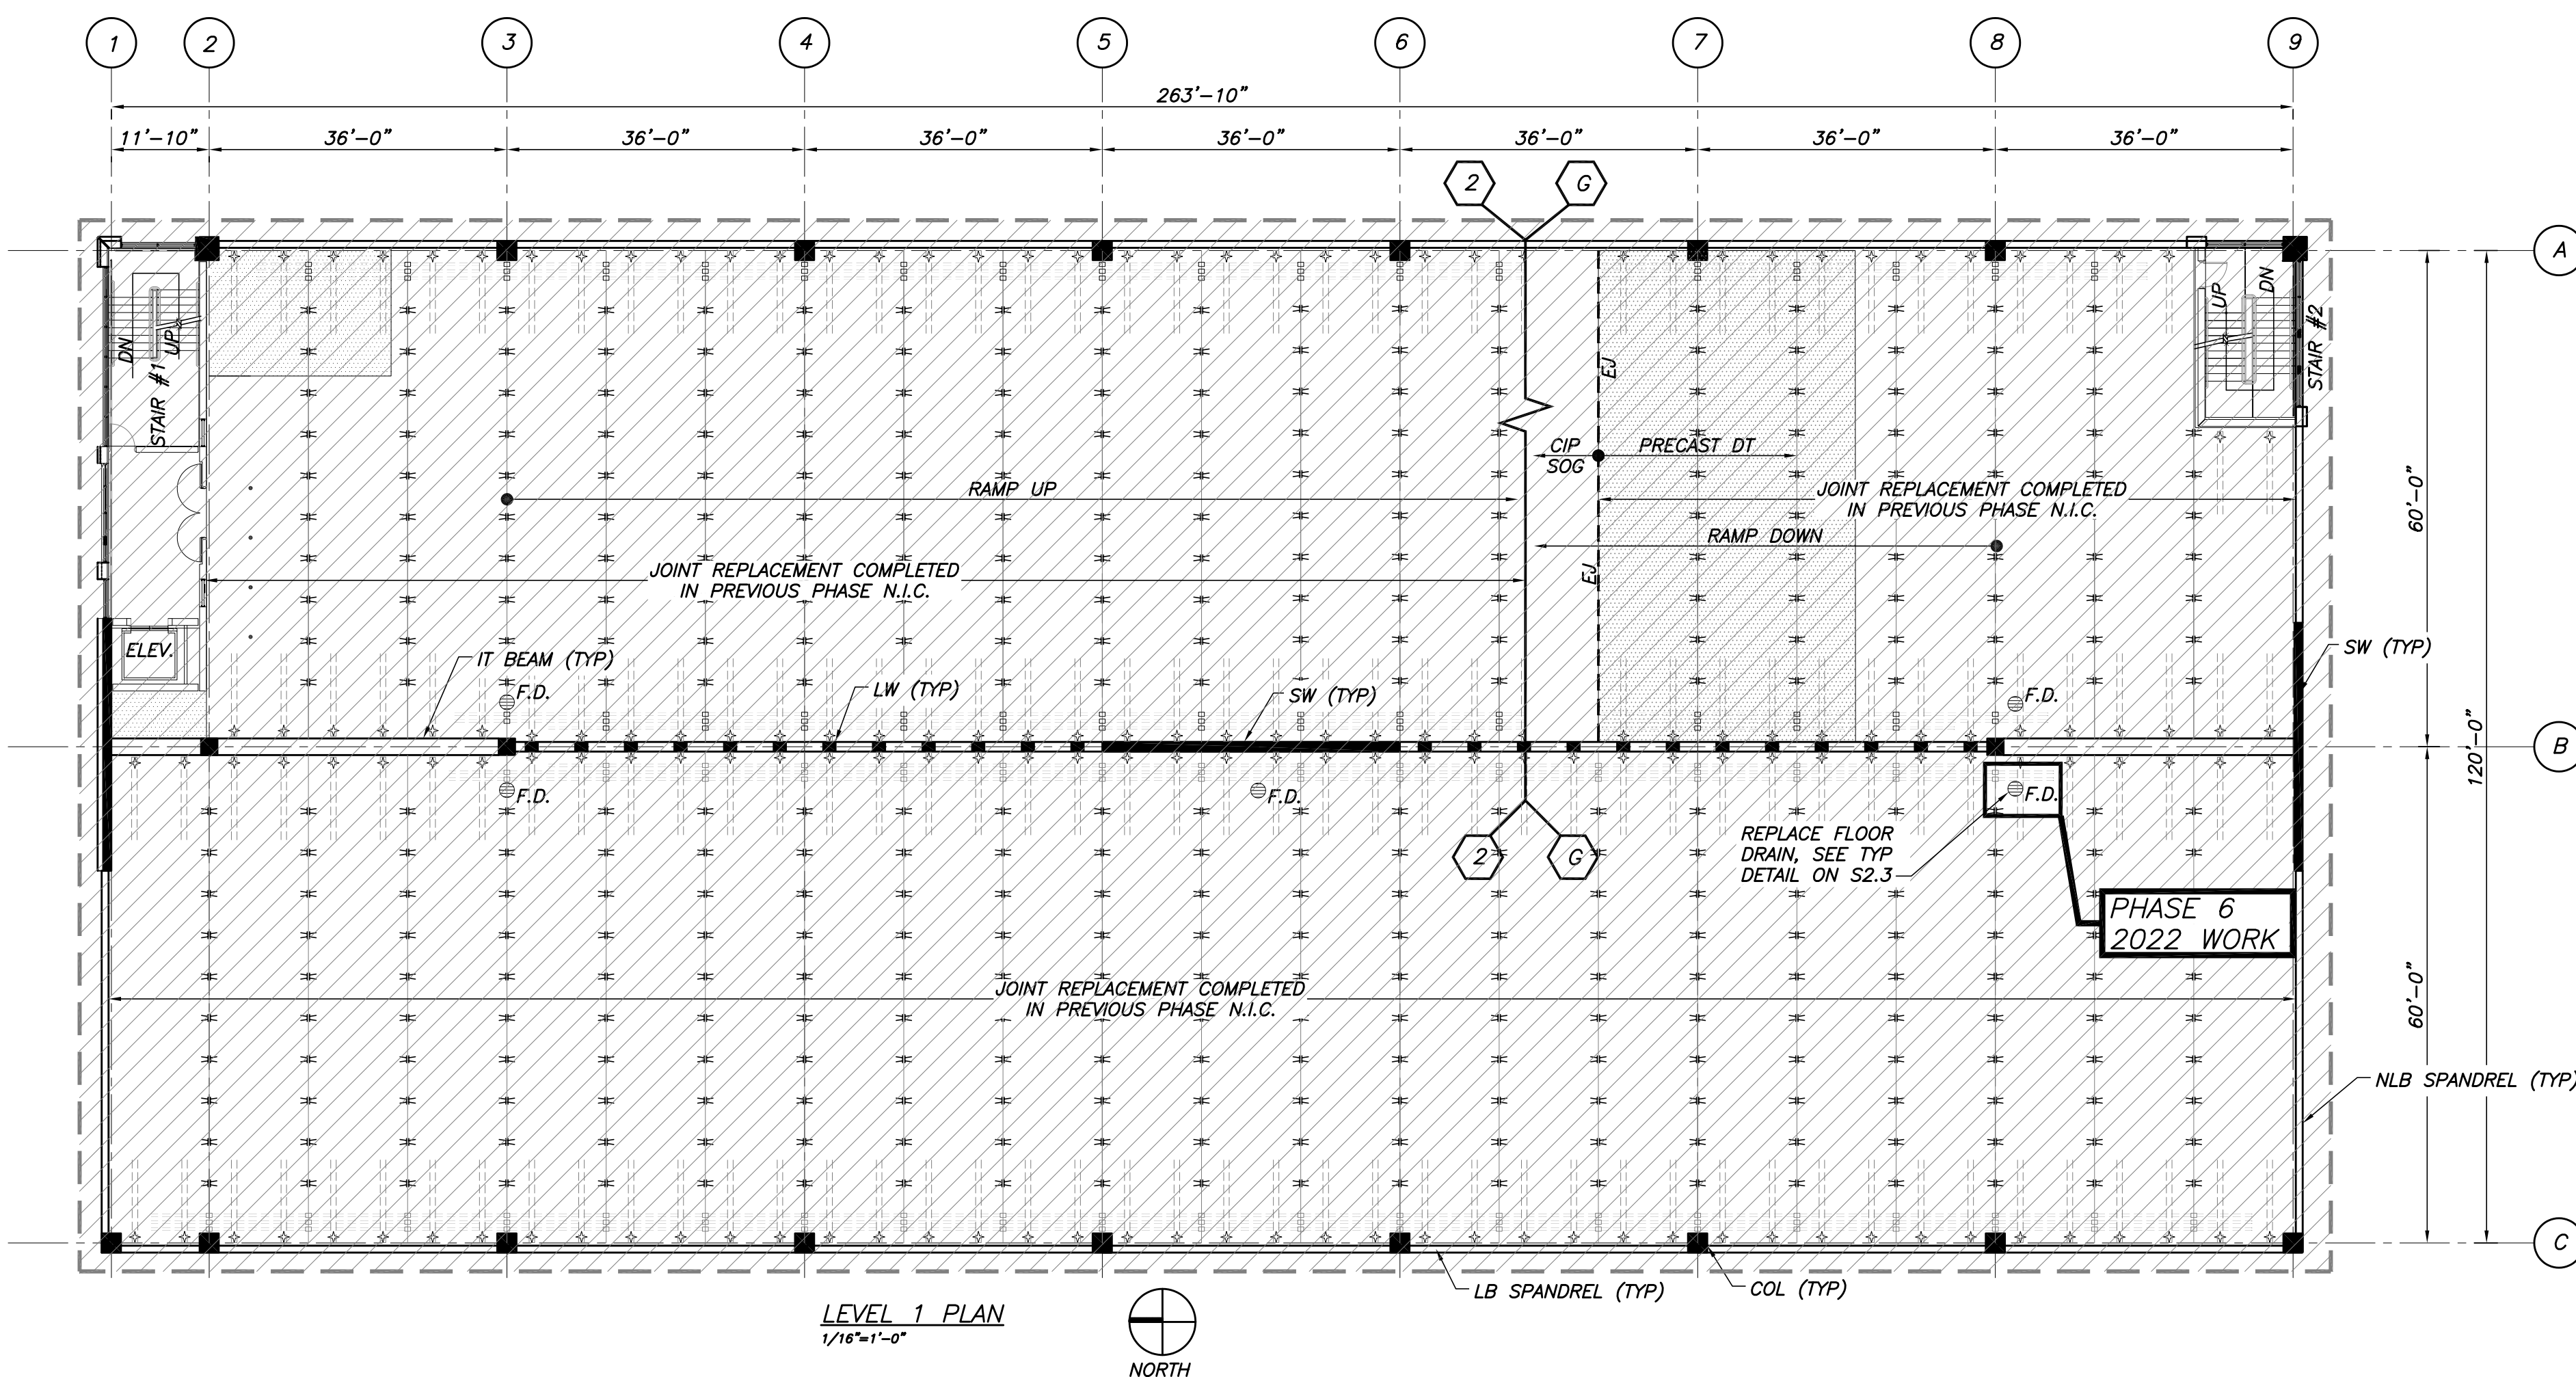 1 2 3 4 5 6 7 8 9
263'-10"
11'-10" 36'-0" 36'-0" 36'-0" 36'-0" 36'-0" 36'-0" 36'-0"
2 G
A
DN
UP
STAIR #1
UP
DN
STAIR #2
EJ
CIP
SOG
PRECAST DT
RAMP UP
JOINT REPLACEMENT COMPLETED
IN PREVIOUS PHASE N.I.C.
60'-0"
RAMP DOWN
EJ
JOINT REPLACEMENT COMPLETED
IN PREVIOUS PHASE N.I.C.
ELEV.
IT BEAM (TYP)
F.D.
LW (TYP)
SW (TYP)
F.D.
SW (TYP)
B
120'-0"
F.D.
F.D.
F.D.
2 G
REPLACE FLOOR
DRAIN, SEE TYP
DETAIL ON S2.3
PHASE 6
2022 WORK
JOINT REPLACEMENT COMPLETED
IN PREVIOUS PHASE N.I.C.
60'-0"
NLB SPANDREL (TYP)
C
LB SPANDREL (TYP)
COL (TYP)
LEVEL 1 PLAN
1/16"=1'-0"
NORTH